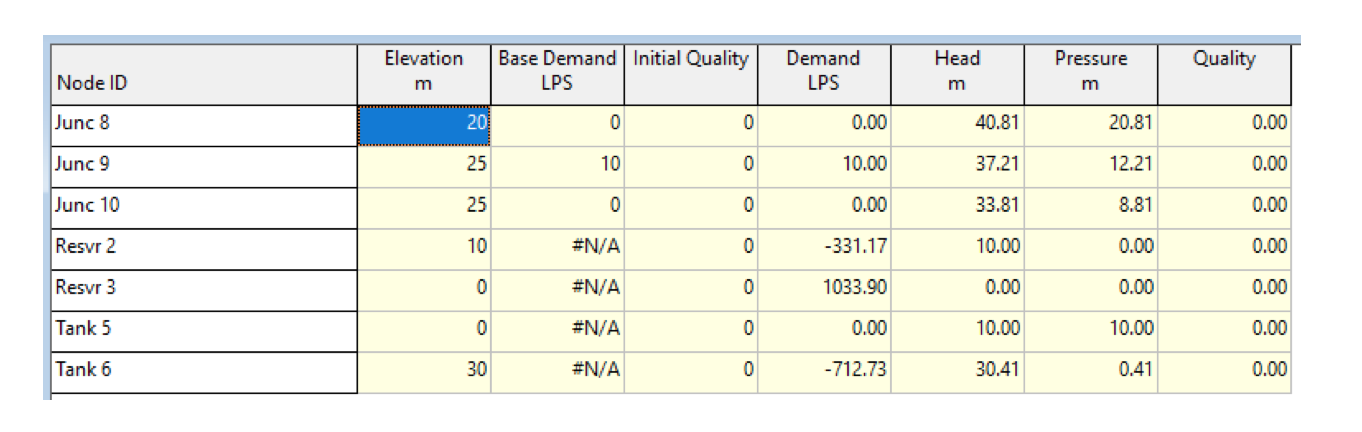 Node ID Elevation m Base Demand LPS Initial Quality Demand LPS Head m Pressure m Quality
Junc 8 20 0 0 0.00 40.81 20.81 0.00
Junc 9 25 10 0 10.00 37.21 12.21 0.00
Junc 10 25 0 0 0.00 33.81 8.81 0.00
Resvr 2 10 #N/A 0 -331.17 10.00 0.00 0.00
Resvr 3 0 #N/A 0 1033.90 0.00 0.00 0.00
Tank 5 0 #N/A 0 0.00 10.00 10.00 0.00
Tank 6 30 #N/A 0 -712.73 30.41 0.41 0.00